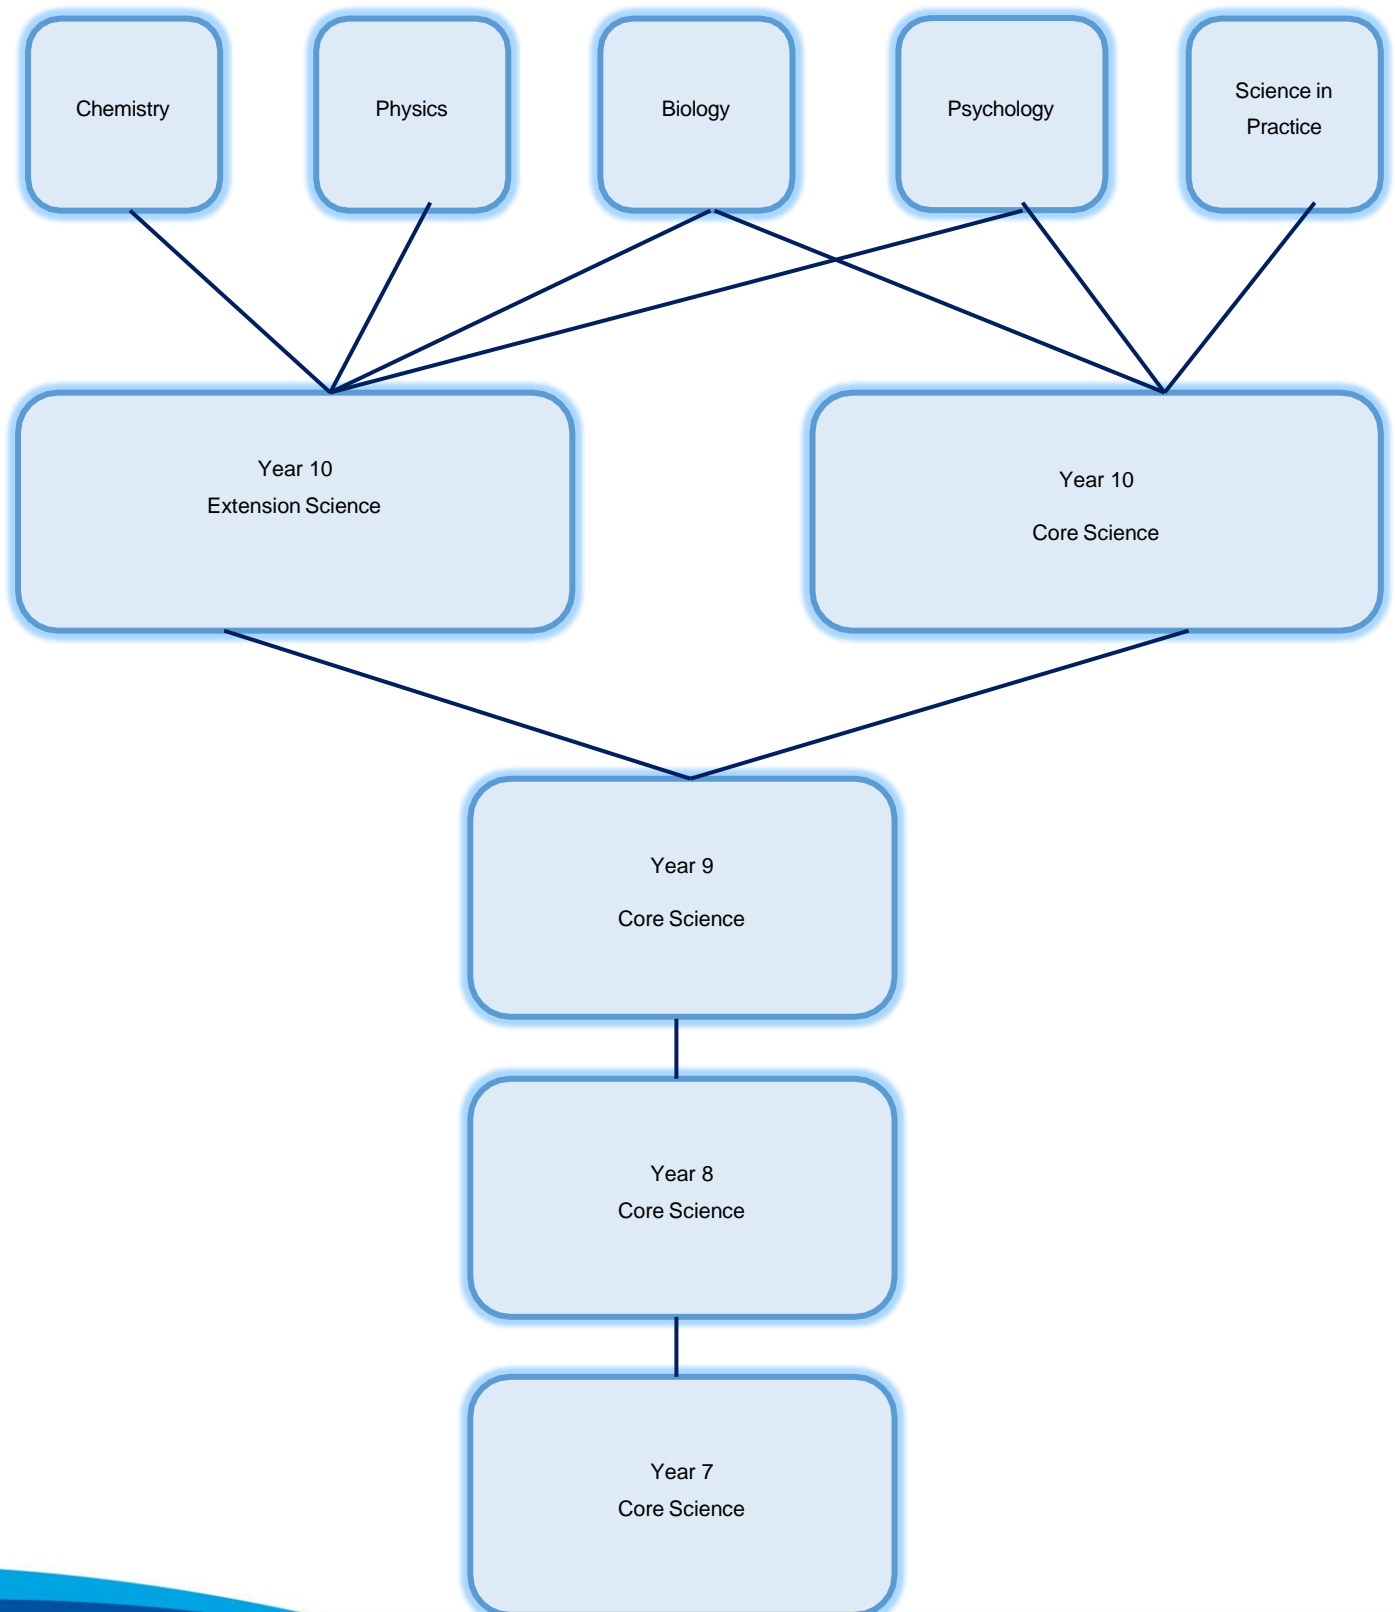 Chemistry
Physics
Biology
Psychology
Science in
Practice
Year 10
Extension Science
Year 10
Core Science
Year 9
Core Science
Year 8
Core Science
Year 7
Core Science